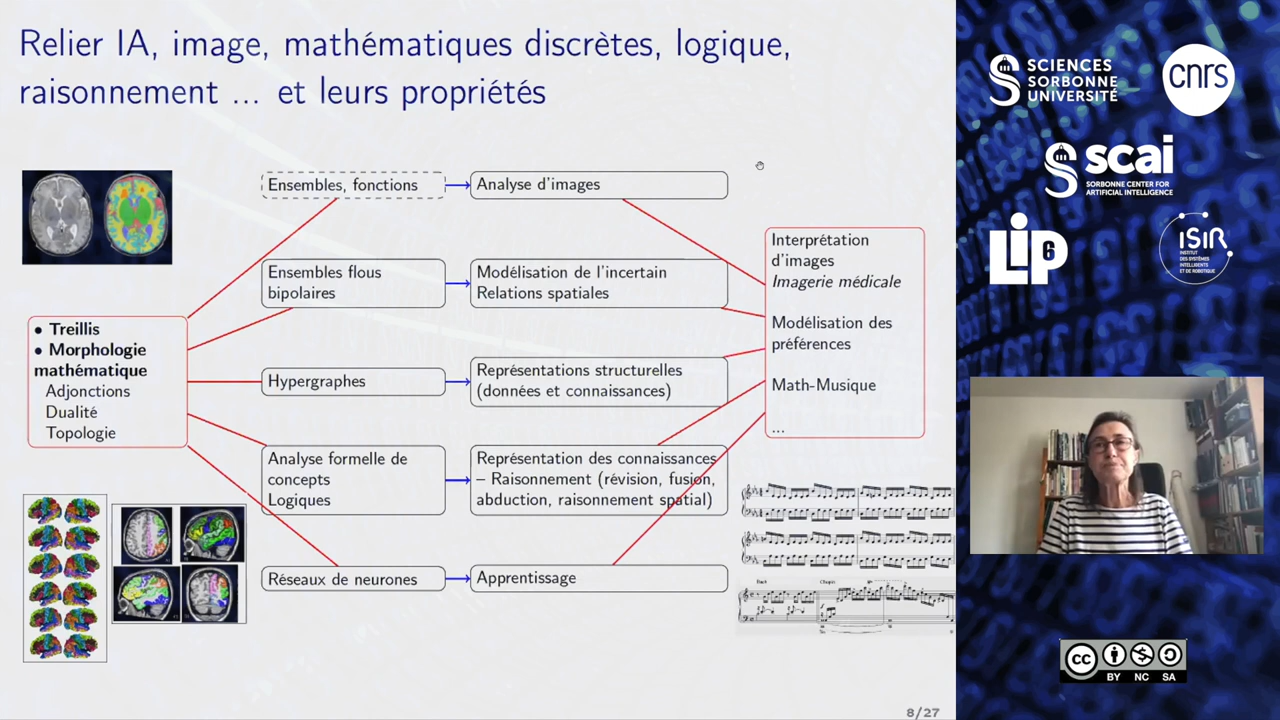 Relier IA, image, mathématiques discrètes, logique,
raisonnement ... et leurs propriétés
Ensembles, fonctions
Analyse d'images
Ensembles flous
bipolaires
Modélisation de l'incertain
Relations spatiales
• Treillis
• Morphologie
mathématique
Adjonctions
Dualité
Topologie
Hypergraphes
Représentations structurelles
(données et connaissances)
Analyse formelle de
concepts
Logiques
Représentation des connaissances
– Raisonnement (révision, fusion,
abduction, raisonnement spatial)
Réseaux de neurones
Apprentissage
Interprétation
d'images
Imagerie médicale
Modélisation des
préférences
Math-Musique
...
Bach
Chopin
8/27
SCIENCES
SORBONNE
UNIVERSITÉ
cnrs
scai
SORBONNE CENTER FOR
ARTIFICIAL INTELLIGENCE
LIP6
ISIR
INSTITUT
DES SYSTÈMES
INTELLIGENTS
ET DE ROBOTIQUE
cc
BY NC SA